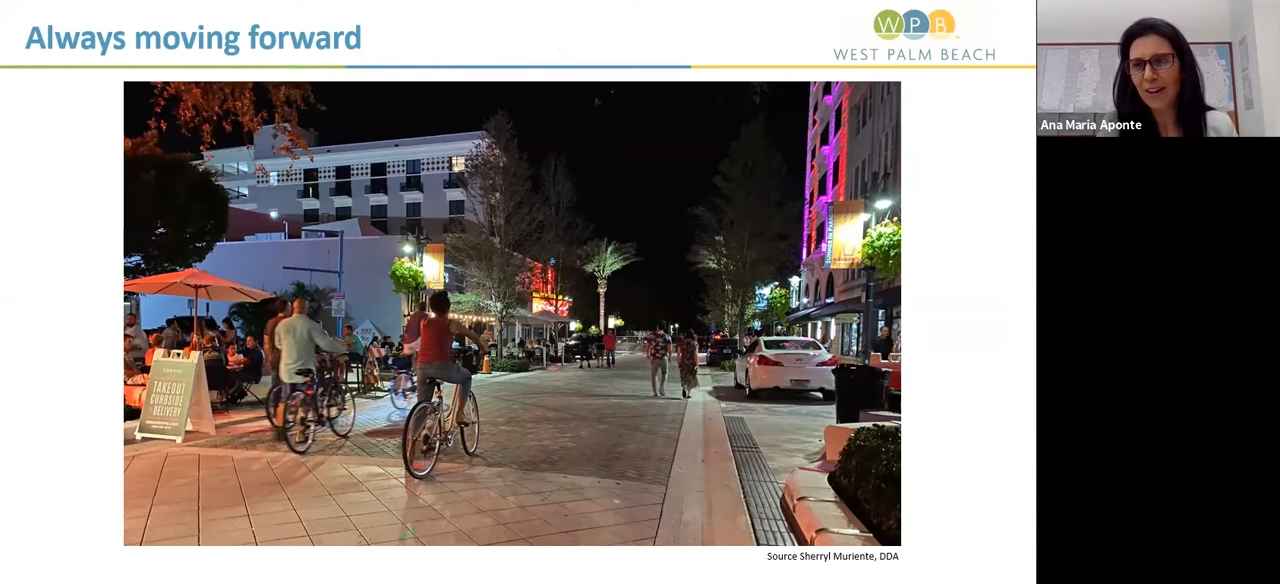 Always moving forward
WPB
WEST PALM BEACH
Ana Maria Aponte
TAKEOUT
CURBSIDE
DELIVERY
Source Sherryl Muriente, DDA